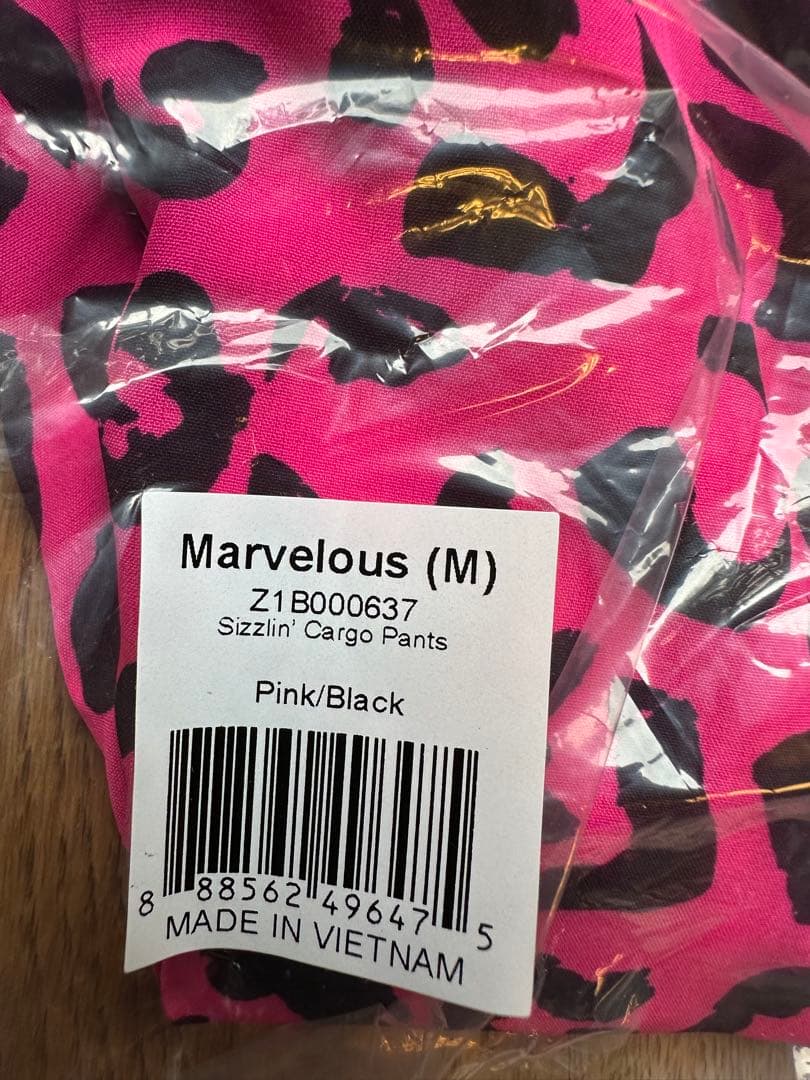 Marvelous (M)
Z1B000637
Sizzlin' Cargo Pants
Pink/Black
8 88562 49647 5
MADE IN VIETNAM